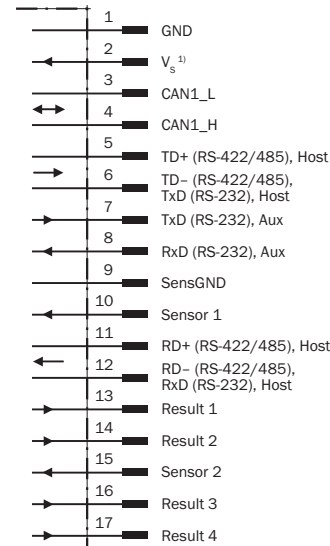 1 GND
2 Vs 1)
3 CAN1_L
4 CAN1_H
5 TD+ (RS-422/485), Host
6 TD– (RS-422/485),
TxD (RS-232), Host
7 TxD (RS-232), Aux
8 RxD (RS-232), Aux
9 SensGND
10 Sensor 1
11 RD+ (RS-422/485), Host
12 RD– (RS-422/485),
RxD (RS-232), Host
13 Result 1
14 Result 2
15 Sensor 2
16 Result 3
17 Result 4